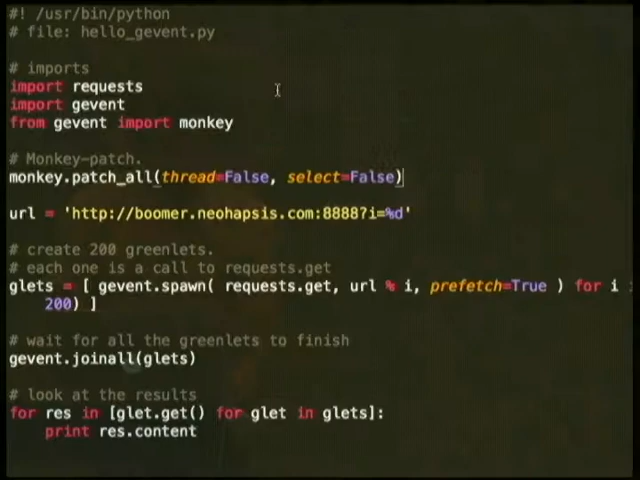 #! /usr/bin/python
# file: hello_gevent.py
# imports
import requests
import gevent
from gevent import monkey
# Monkey-patch.
monkey.patch_all(thread=False, select=False)
url = 'http://boomer.neohapsis.com:8888?i=%d'
# create 200 greenlets.
# each one is a call to requests.get
glets = [ gevent.spawn( requests.get, url % i, prefetch=True ) for i
200) ]
# wait for all the greenlets to finish
gevent.joinall(glets)
# look at the results
for res in [glet.get() for glet in glets]:
print res.content